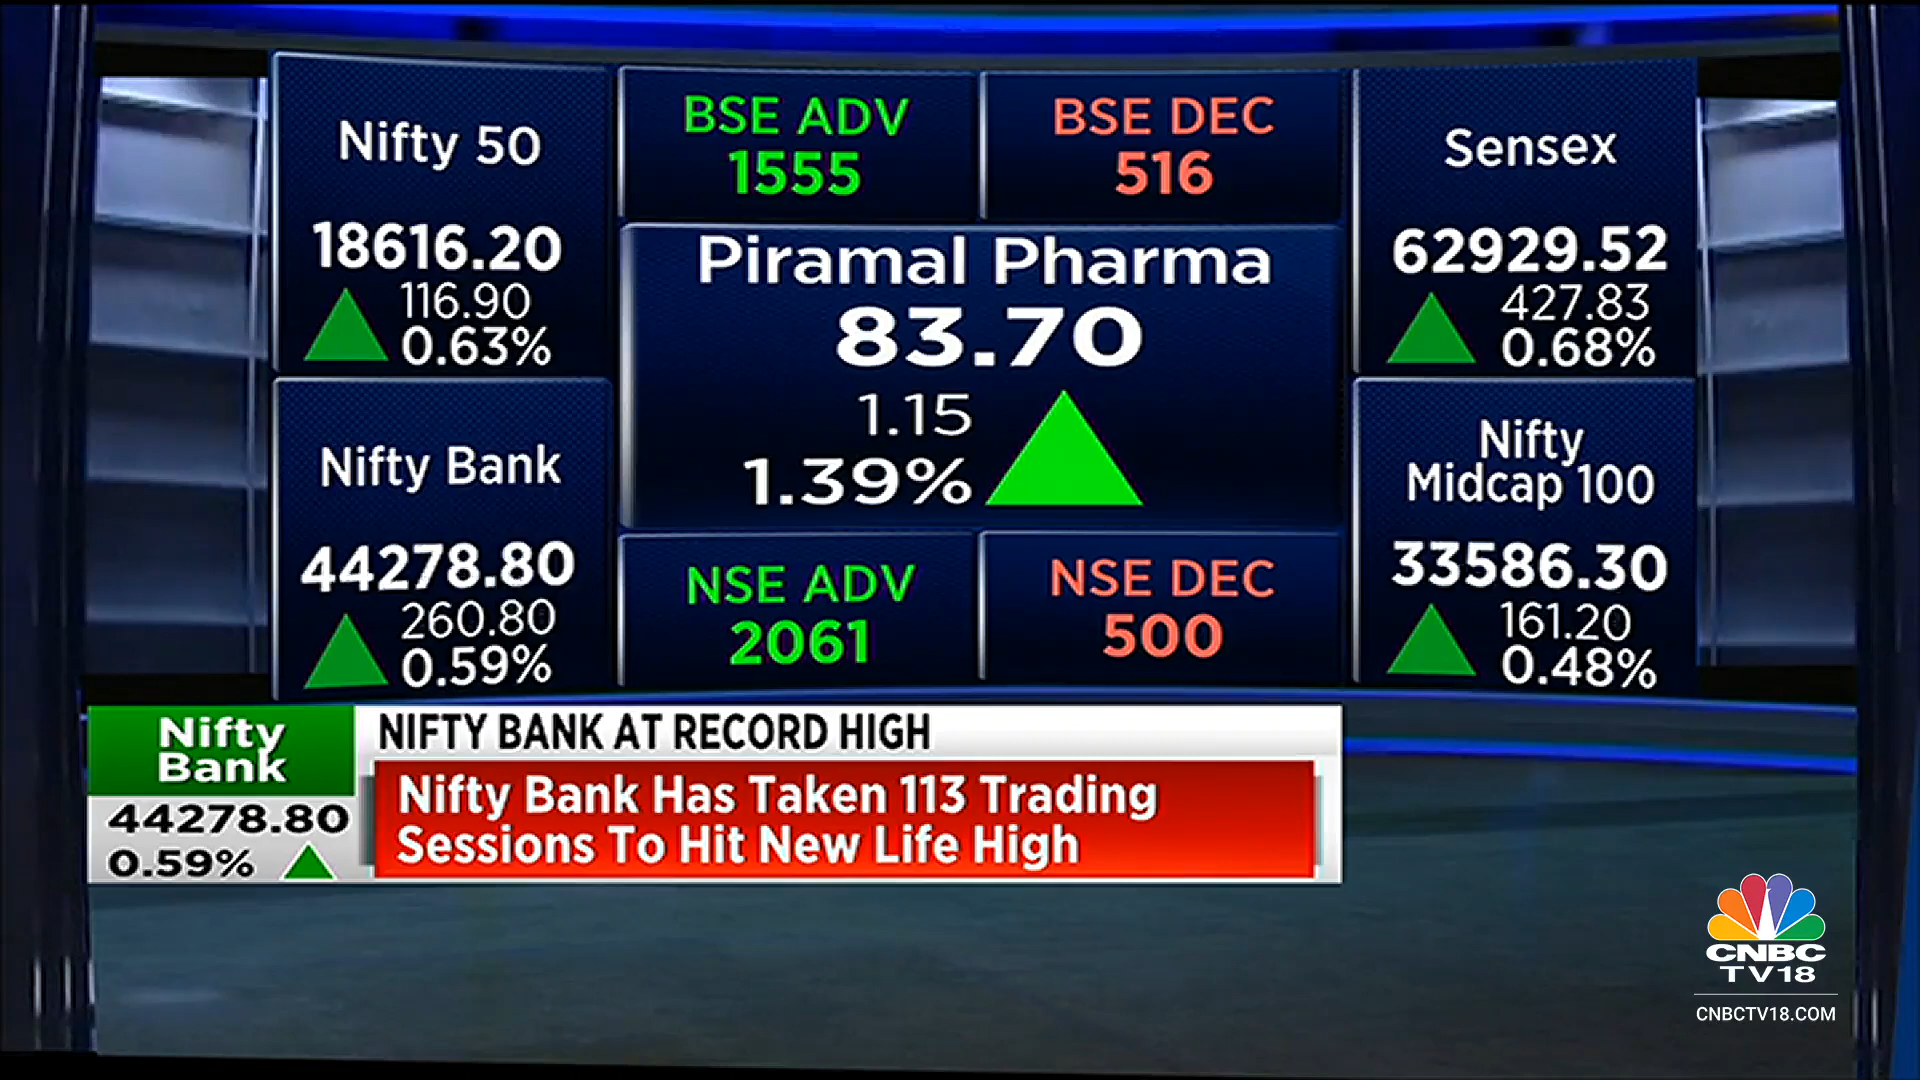 Nifty 50
18616.20
116.90
0.63%
BSE ADV
1555
BSE DEC
516
Sensex
62929.52
427.83
0.68%
Piramal Pharma
83.70
1.15
1.39%
Nifty Bank
44278.80
260.80
0.59%
NSE ADV
2061
NSE DEC
500
Nifty
Midcap 100
33586.30
161.20
0.48%
Nifty
Bank
44278.80
0.59%
NIFTY BANK AT RECORD HIGH
Nifty Bank Has Taken 113 Trading
Sessions To Hit New Life High
CNBC
TV18
CNBCTV18.COM